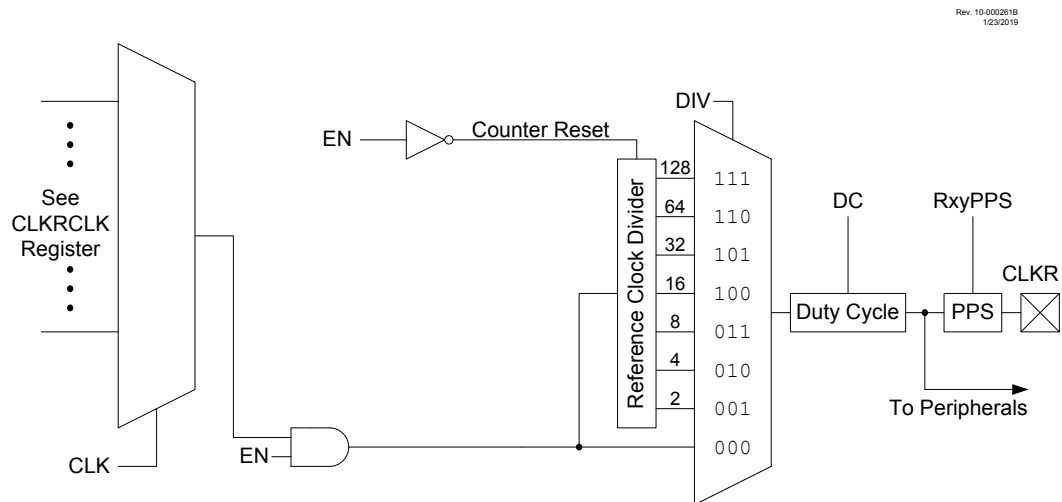 Rev. 10-000261B
1/23/2019
DIV
EN
Counter Reset
See
CLKRCLK
Register
Reference Clock Divider
128
64
32
16
8
4
2
111
110
101
100
011
010
001
000
DC
RxyPPS
CLKR
Duty Cycle
PPS
To Peripherals
EN
CLK